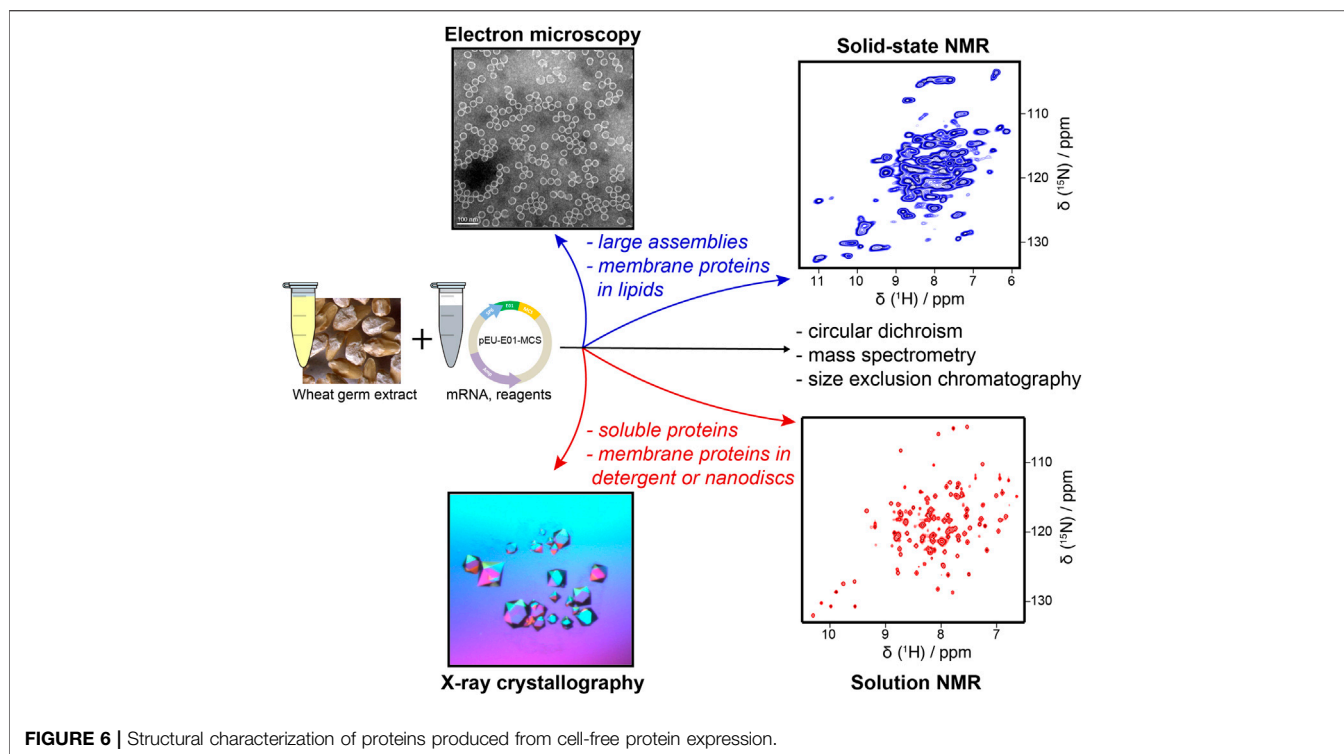 Electron microscopy
100 nm
Solid-state NMR
110
120
130
δ (¹⁵N) / ppm
11 10 9 8 7 6
δ (¹H) / ppm
- large assemblies
- membrane proteins
in lipids
+
E01
pEU-E01-MCS
Wheat germ extract
mRNA, reagents
- circular dichroism
- mass spectrometry
- size exclusion chromatography
- soluble proteins
- membrane proteins in
detergent or nanodiscs
X-ray crystallography
110
120
130
δ (¹⁵N) / ppm
10 9 8 7
δ (¹H) / ppm
Solution NMR
FIGURE 6 | Structural characterization of proteins produced from cell-free protein expression.